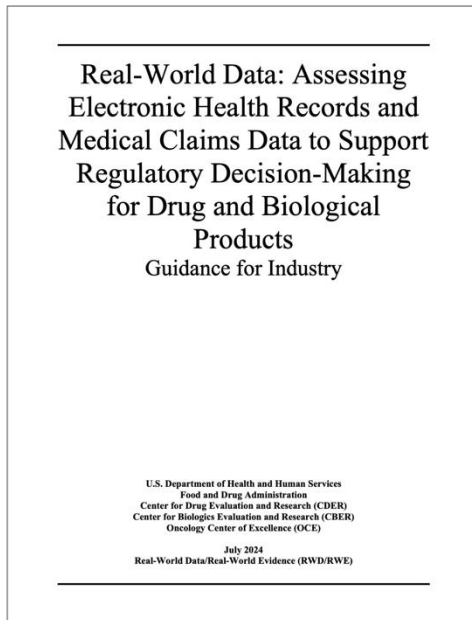 Real-World Data: Assessing
Electronic Health Records and
Medical Claims Data to Support
Regulatory Decision-Making
for Drug and Biological
Products
Guidance for Industry
U.S. Department of Health and Human Services
Food and Drug Administration
Center for Drug Evaluation and Research (CDER)
Center for Biologics Evaluation and Research (CBER)
Oncology Center of Excellence (OCE)
July 2024
Real-World Data/Real-World Evidence (RWD/RWE)